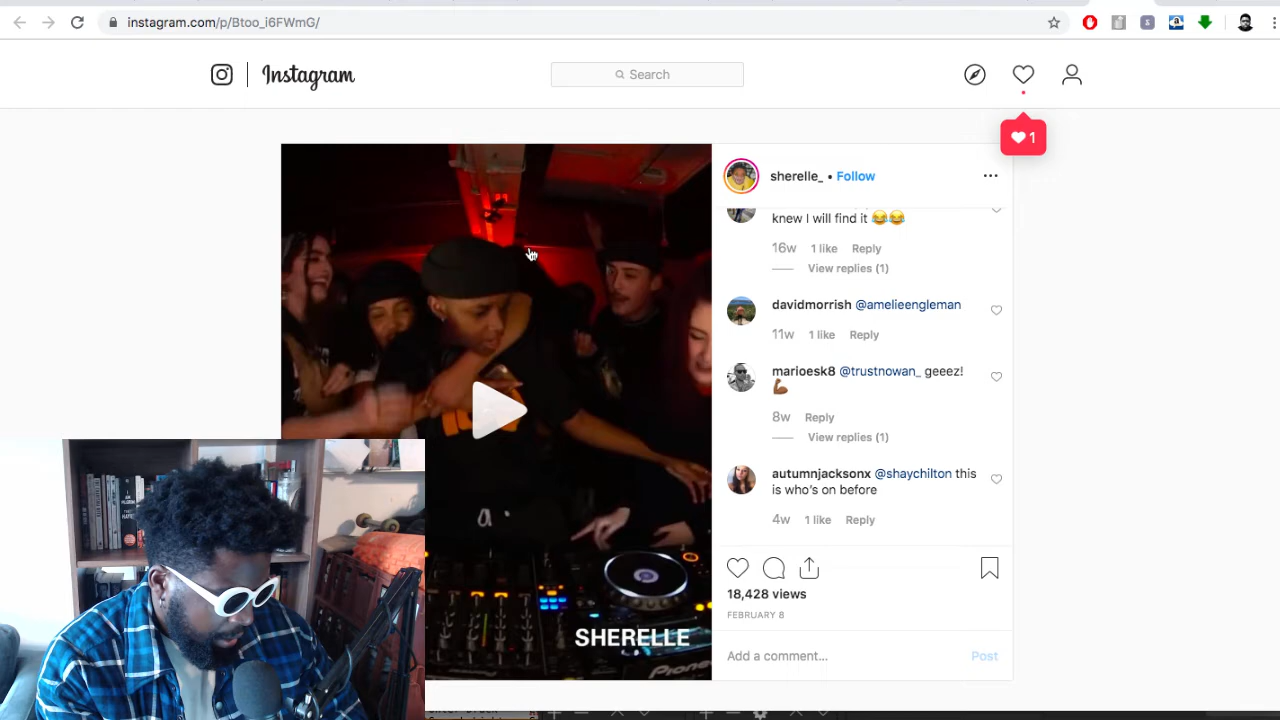 instagram.com/p/Btoo_i6FWmG/
Instagram
Search
1
sherelle_ • Follow
knew I will find it 😂😂
16w 1 like Reply
View replies (1)
davidmorrish @amelieengleman
11w 1 like Reply
marioesk8 @trustnowan_ geeez!
💪🏾
8w Reply
View replies (1)
autumnjacksonx @shaychilton this
is who's on before
4w 1 like Reply
18,428 views
FEBRUARY 8
Add a comment... Post
SHERELLE